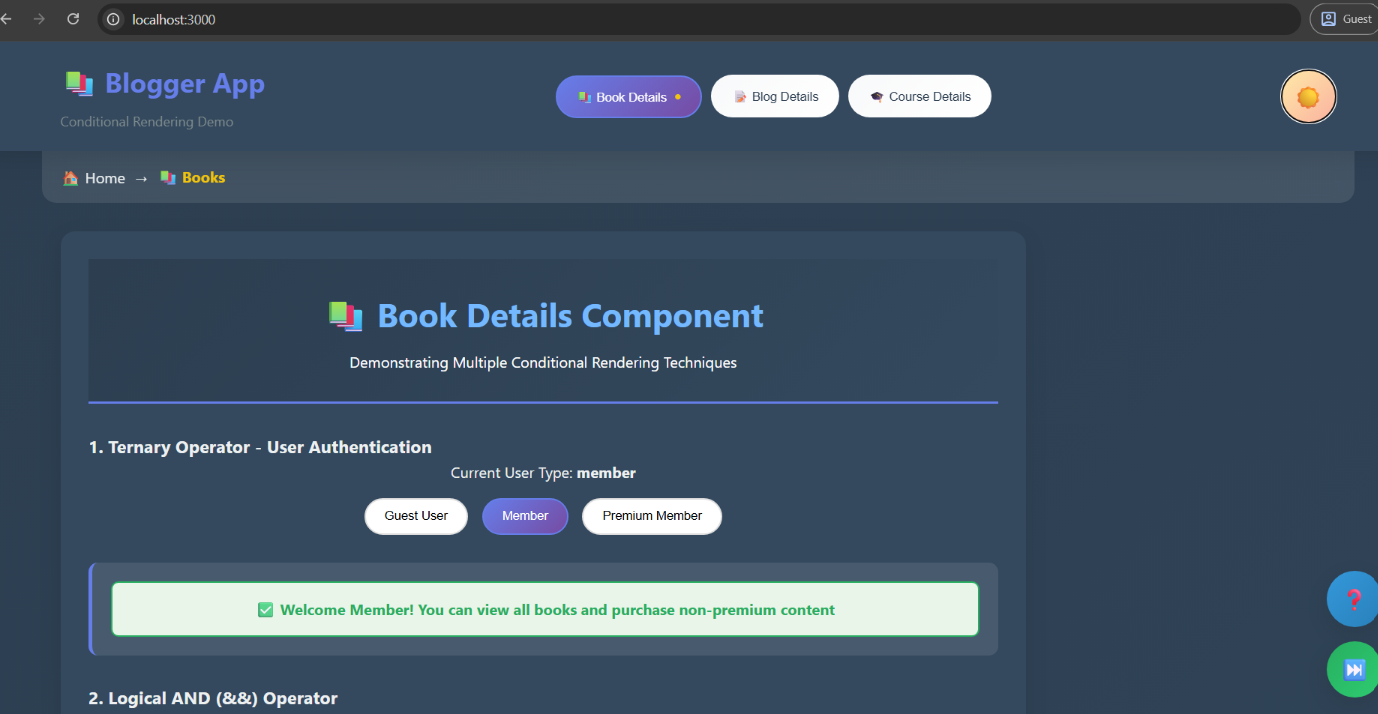 localhost:3000
Guest
Blogger App
Conditional Rendering Demo
Book Details
Blog Details
Course Details
Home → Books
Book Details Component
Demonstrating Multiple Conditional Rendering Techniques
1. Ternary Operator - User Authentication
Current User Type: member
Guest User
Member
Premium Member
✅ Welcome Member! You can view all books and purchase non-premium content
2. Logical AND (&&) Operator